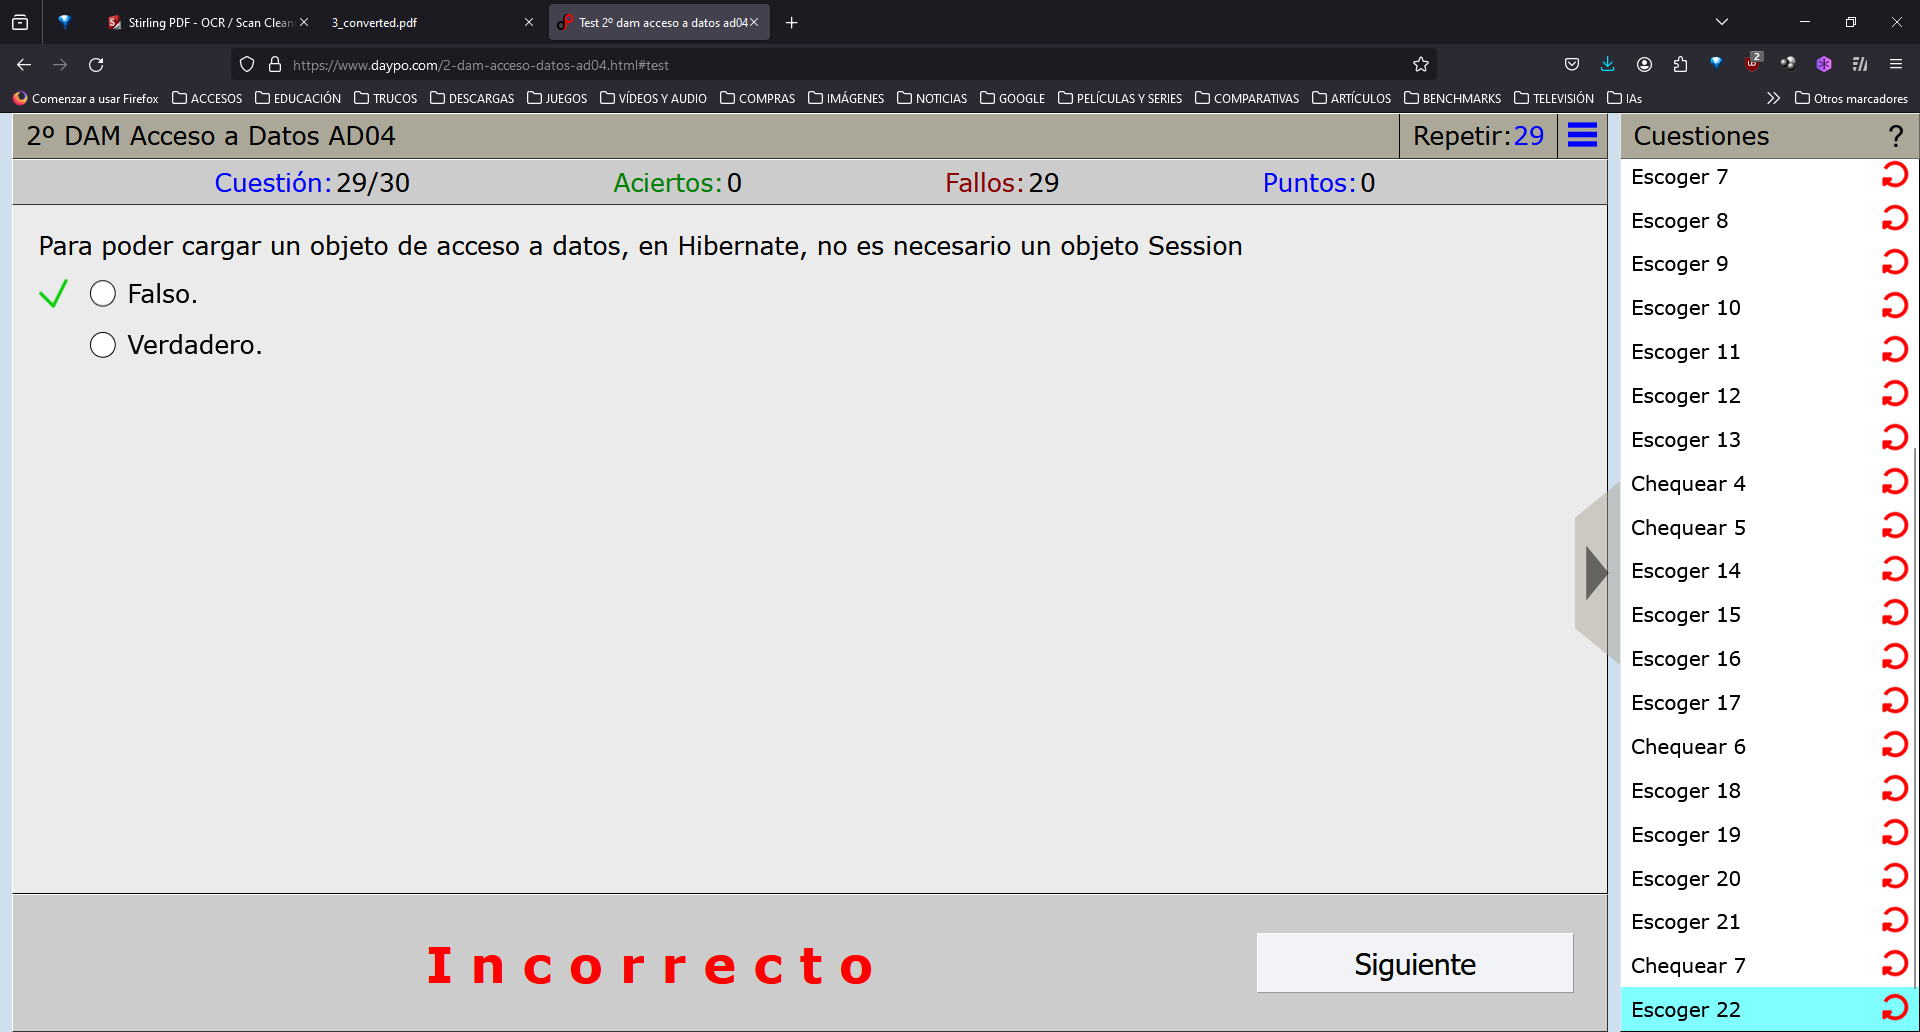 Stirling PDF - OCR / Scan Clean
3_converted.pdf
Test 2º dam acceso a datos ad04
https://www.daypo.com/2-dam-acceso-datos-ad04.html#test
2
Comenzar a usar Firefox
ACCESOS
EDUCACIÓN
TRUCOS
DESCARGAS
JUEGOS
VÍDEOS Y AUDIO
COMPRAS
IMÁGENES
NOTICIAS
GOOGLE
PELÍCULAS Y SERIES
COMPARATIVAS
ARTÍCULOS
BENCHMARKS
TELEVISIÓN
IAs
Otros marcadores
2º DAM Acceso a Datos AD04
Repetir:29
Cuestión:29/30
Aciertos:0
Fallos:29
Puntos:0
Para poder cargar un objeto de acceso a datos, en Hibernate, no es necesario un objeto Session
Falso.
Verdadero.
Incorrecto
Siguiente
Cuestiones
?
Escoger 7
Escoger 8
Escoger 9
Escoger 10
Escoger 11
Escoger 12
Escoger 13
Chequear 4
Chequear 5
Escoger 14
Escoger 15
Escoger 16
Escoger 17
Chequear 6
Escoger 18
Escoger 19
Escoger 20
Escoger 21
Chequear 7
Escoger 22